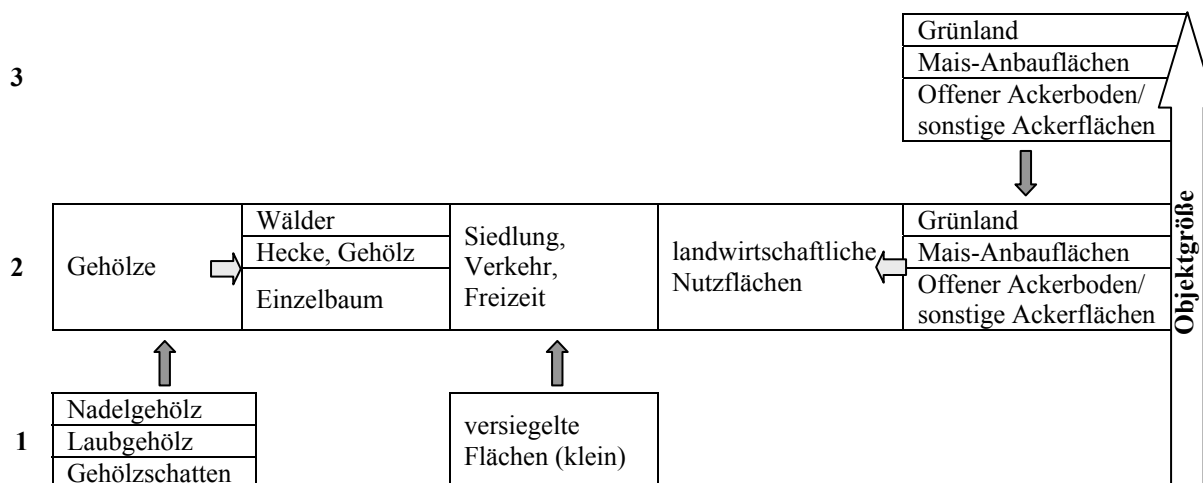 3
Grünland
Mais-Anbauflächen
Offener Ackerboden/
sonstige Ackerflächen
2
Gehölze
Wälder
Hecke, Gehölz
Einzelbaum
Siedlung,
Verkehr,
Freizeit
landwirtschaftliche
Nutzflächen
Grünland
Mais-Anbauflächen
Offener Ackerboden/
sonstige Ackerflächen
Objektgröße
1
Nadelgehölz
Laubgehölz
Gehölzschatten
versiegelte
Flächen (klein)